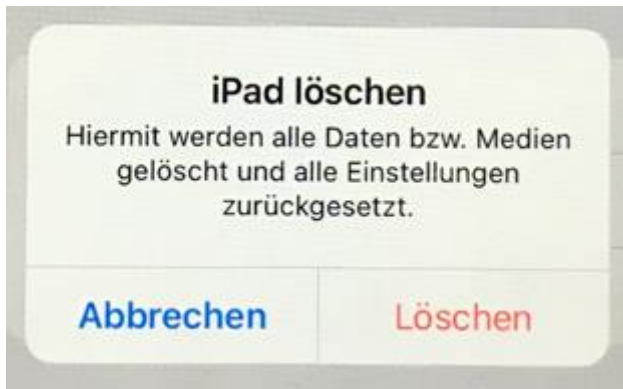 iPad löschen
Hiermit werden alle Daten bzw. Medien
gelöscht und alle Einstellungen
zurückgesetzt.
Abbrechen
Löschen